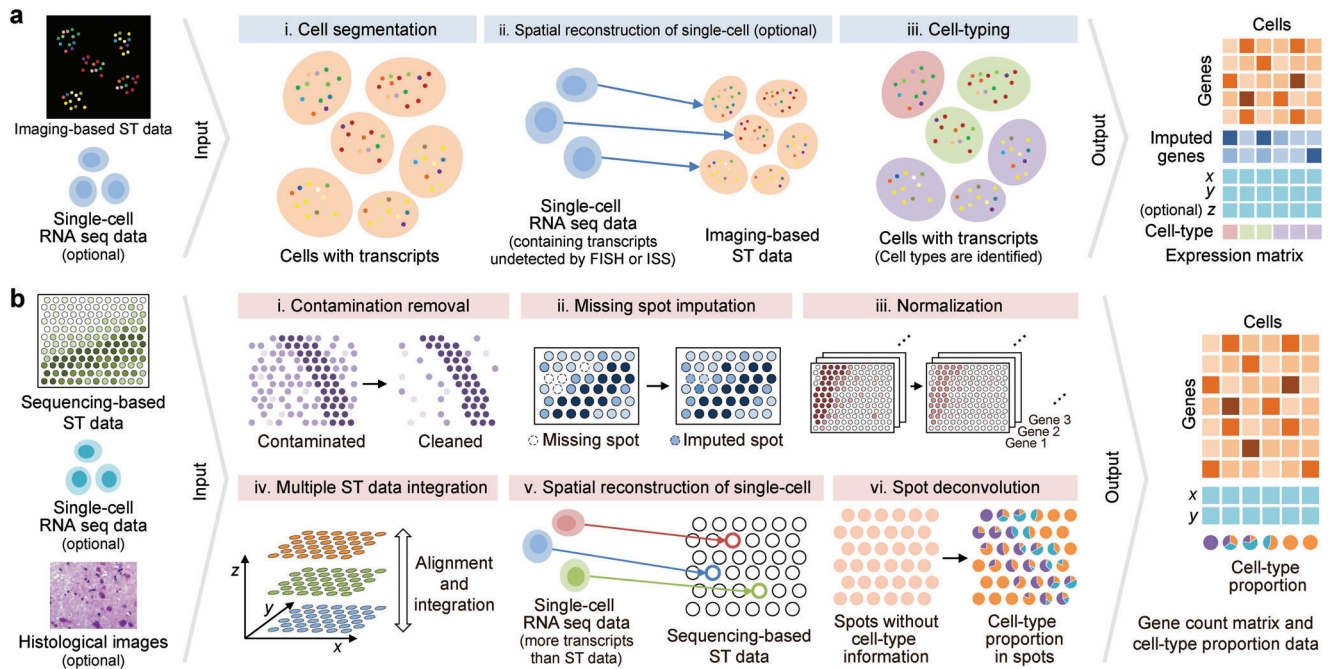 a
Imaging-based ST data
Single-cell
RNA seq data
(optional)
Input
i. Cell segmentation
Cells with transcripts
ii. Spatial reconstruction of single-cell (optional)
Single-cell
RNA seq data
(containing transcripts
undetected by FISH or ISS)
Imaging-based
ST data
iii. Cell-typing
Cells with transcripts
(Cell types are identified)
Output
Cells
Genes
Imputed
genes
x
y
(optional) z
Cell-type
Expression matrix
b
Sequencing-based
ST data
Single-cell
RNA seq data
(optional)
Histological images
(optional)
Input
i. Contamination removal
Contaminated
Cleaned
ii. Missing spot imputation
Missing spot
Imputed spot
iii. Normalization
...
...
...
Gene 3
Gene 2
Gene 1
iv. Multiple ST data integration
z
y
x
Alignment
and
integration
v. Spatial reconstruction of single-cell
Single-cell
RNA seq data
(more transcripts
than ST data)
Sequencing-based
ST data
vi. Spot deconvolution
Spots without
cell-type
information
Cell-type
proportion
in spots
Output
Cells
Genes
x
y
Cell-type
proportion
Gene count matrix and
cell-type proportion data